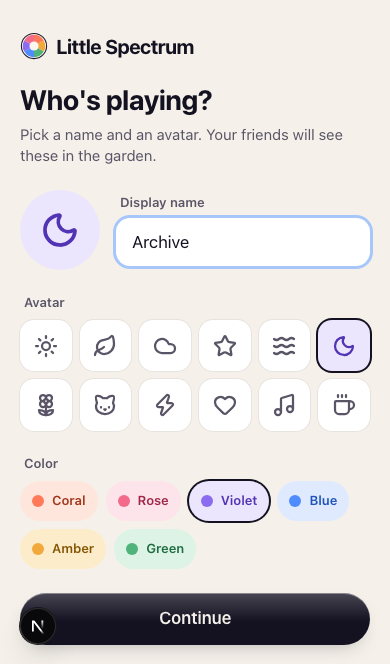 Little Spectrum
Who's playing?
Pick a name and an avatar. Your friends will see
these in the garden.
Display name
Archive
Avatar
Color
Coral
Rose
Violet
Blue
Amber
Green
Continue
N